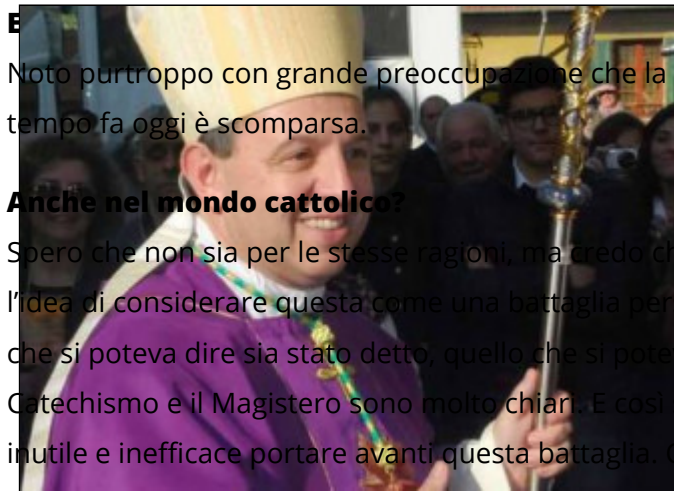 E
Noto purtroppo con grande preoccupazione che la
tempo fa oggi è scomparsa.
Anche nel mondo cattolico?
Spero che non sia per le stesse ragioni, ma credo ch
l'idea di considerare questa come una battaglia per
che si poteva dire sia stato detto, quello che si pote
Catechismo e il Magistero sono molto chiari. E così
inutile e inefficace portare avanti questa battaglia.